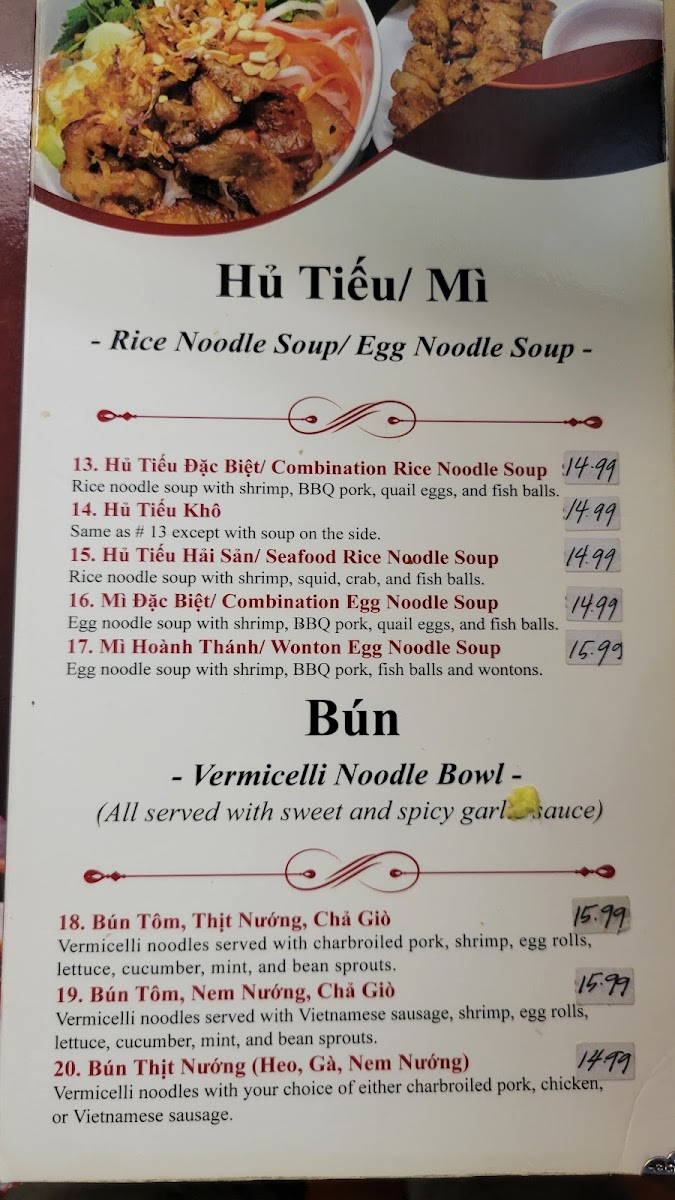 Hủ Tiếu/ Mì
- Rice Noodle Soup/ Egg Noodle Soup -
13. Hủ Tiếu Đặc Biệt/ Combination Rice Noodle Soup 14.99
Rice noodle soup with shrimp, BBQ pork, quail eggs, and fish balls.
14. Hủ Tiếu Khô 14.99
Same as # 13 except with soup on the side.
15. Hủ Tiếu Hải Sản/ Seafood Rice Noodle Soup 14.99
Rice noodle soup with shrimp, squid, crab, and fish balls.
16. Mì Đặc Biệt/ Combination Egg Noodle Soup 14.99
Egg noodle soup with shrimp, BBQ pork, quail eggs, and fish balls.
17. Mì Hoành Thánh/ Wonton Egg Noodle Soup 15.99
Egg noodle soup with shrimp, BBQ pork, fish balls and wontons.
Bún
- Vermicelli Noodle Bowl -
(All served with sweet and spicy sauce)
18. Bún Tôm, Thịt Nướng, Chả Giò 15.99
Vermicelli noodles served with charbroiled pork, shrimp, egg rolls,
lettuce, cucumber, mint, and bean sprouts.
19. Bún Tôm, Nem Nướng, Chả Giò 15.99
Vermicelli noodles served with Vietnamese sausage, shrimp, egg rolls,
lettuce, cucumber, mint, and bean sprouts.
20. Bún Thịt Nướng (Heo, Gà, Nem Nướng) 14.99
Vermicelli noodles with your choice of either charbroiled pork, chicken,
or Vietnamese sausage.